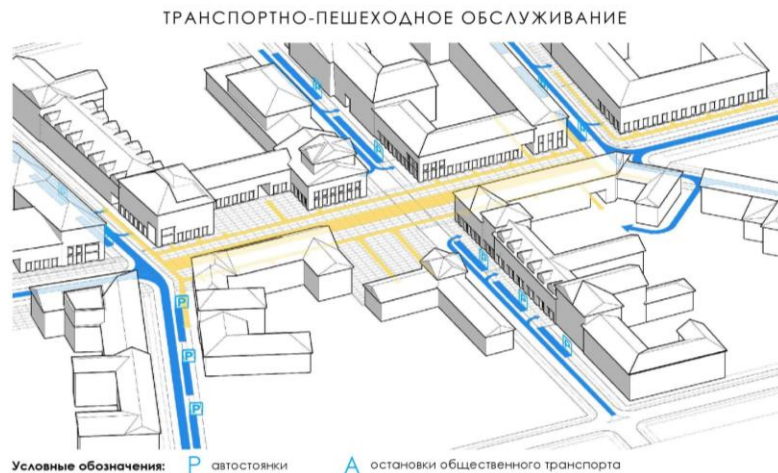 ТРАНСПОРТНО-ПЕШЕХОДНОЕ ОБСЛУЖИВАНИЕ
P
P
P
P
P
P
P
P
P
Условные обозначения: P автостоянки A остановки общественного транспорта